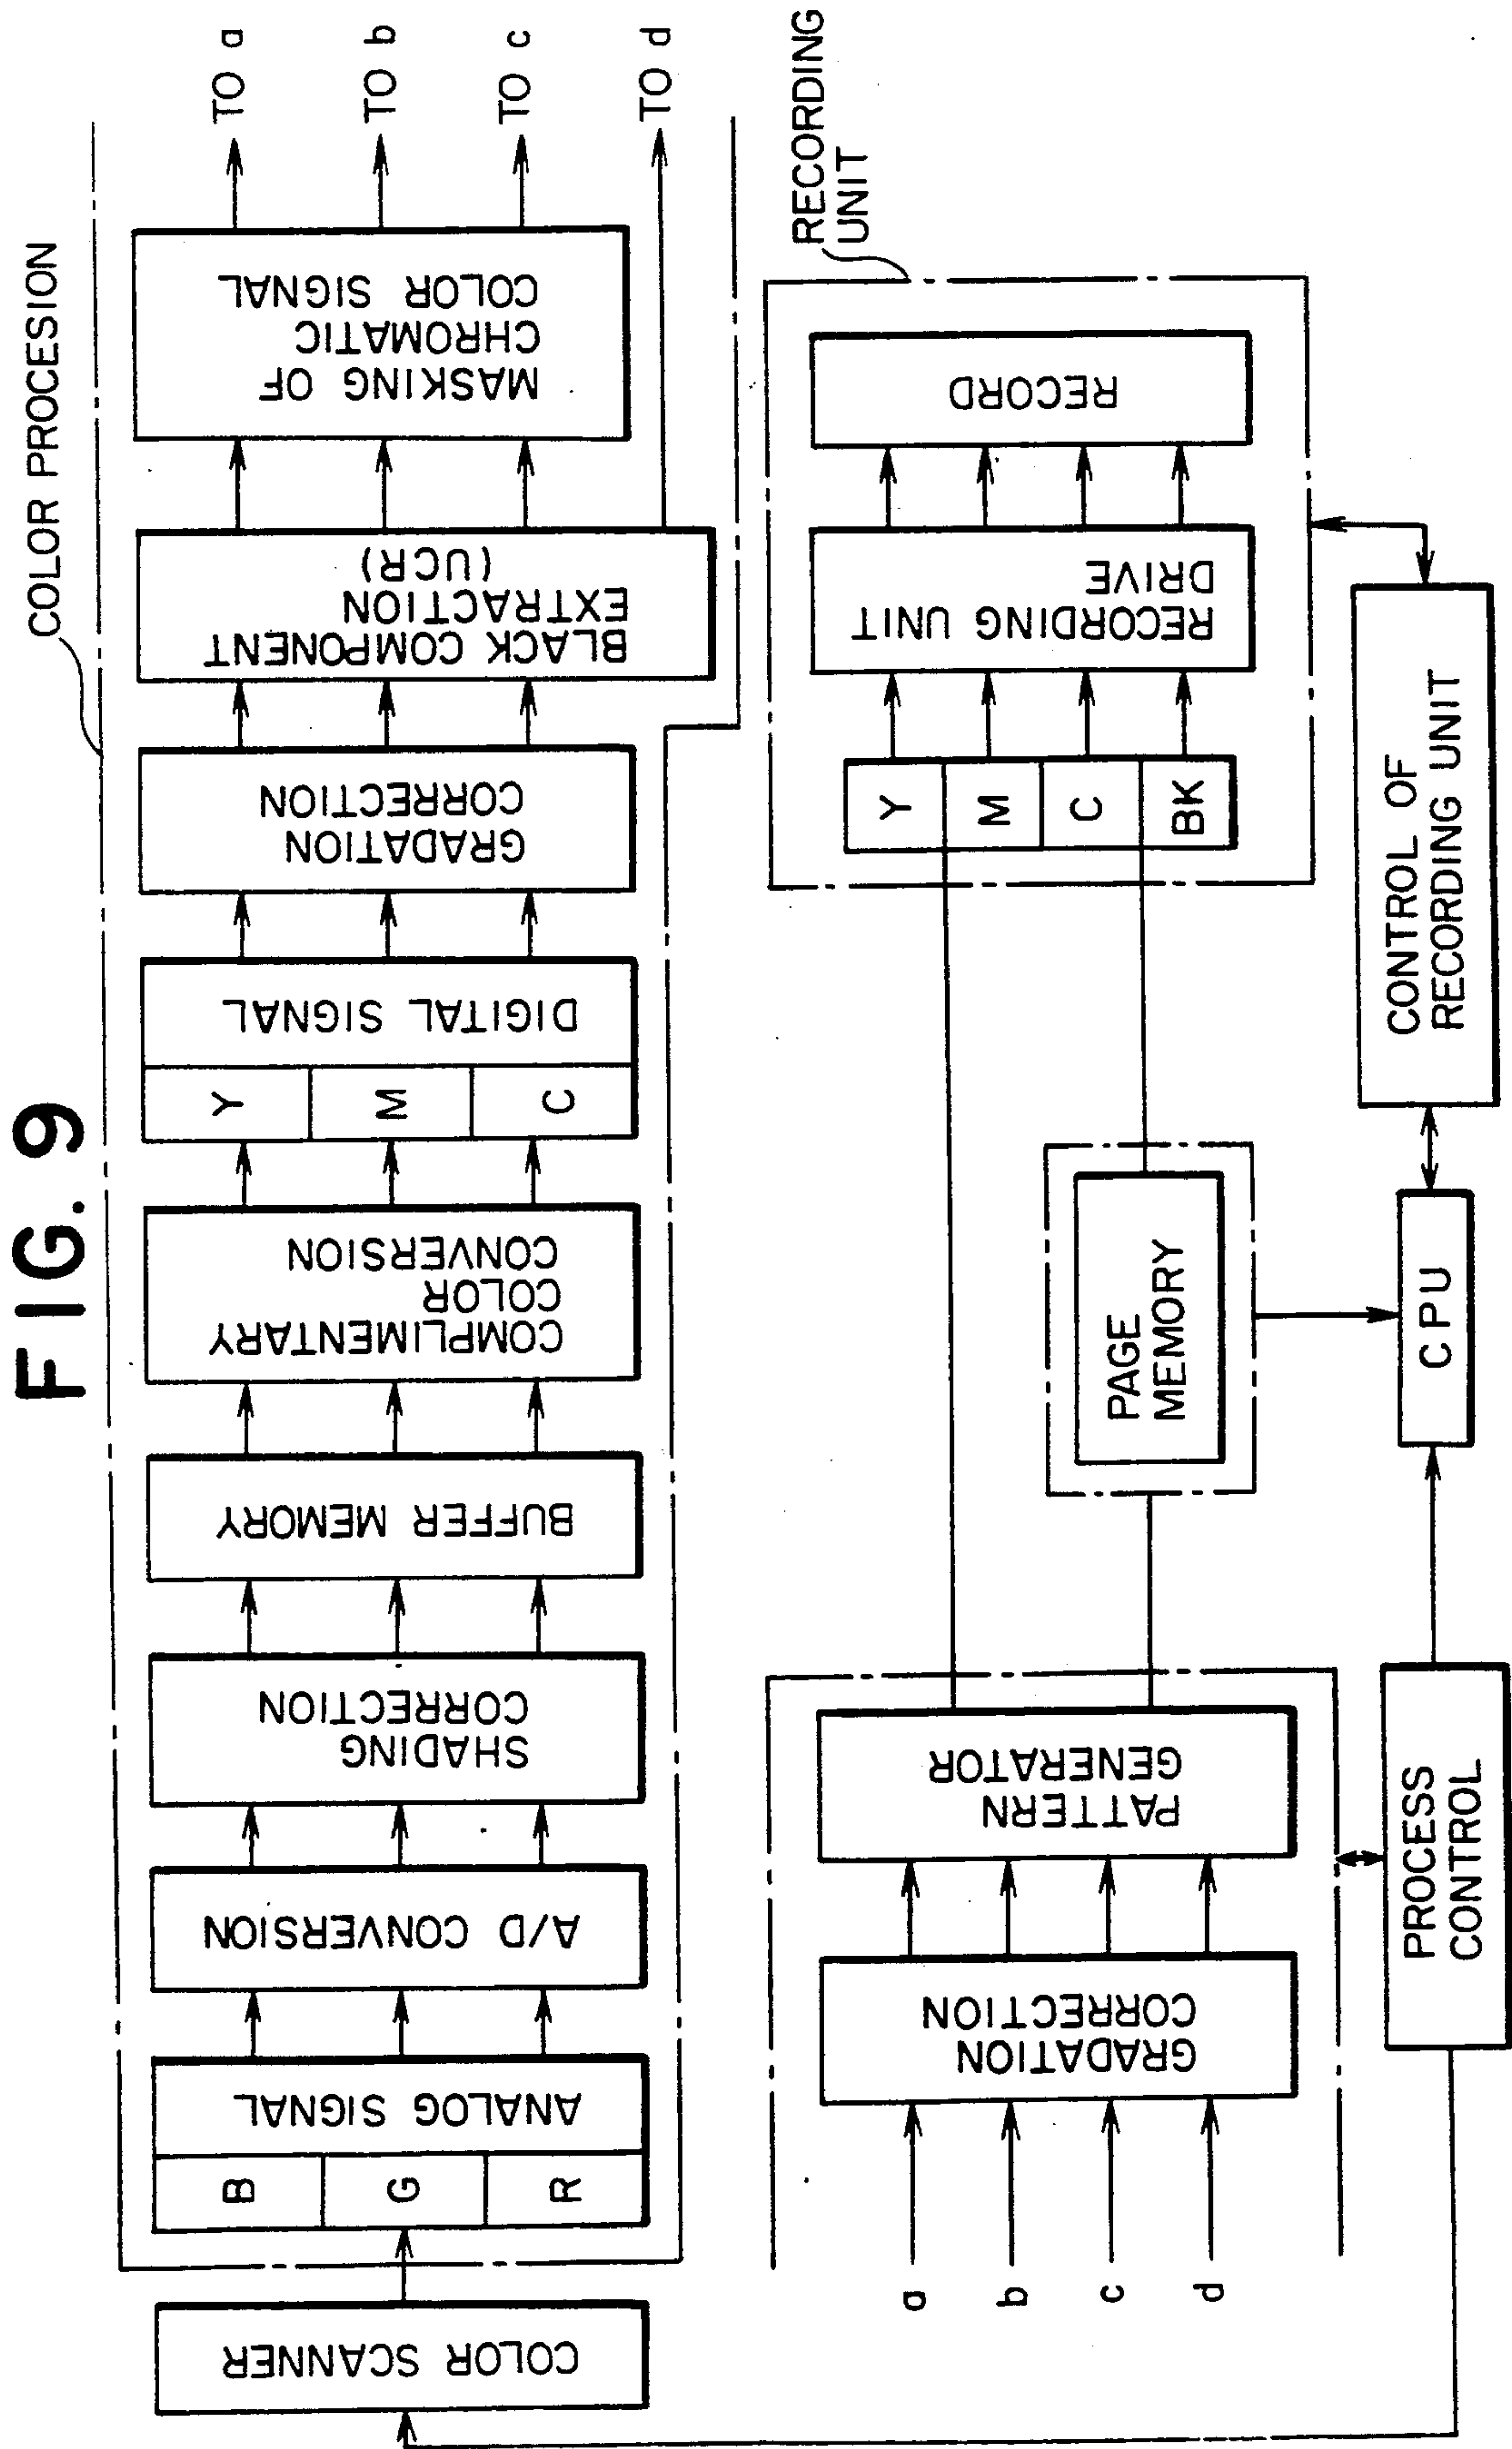 FIG. 9
COLOR PROCESION
COLOR SCANNER
B
G
R
ANALOG SIGNAL
A/D CONVERSION
SHADING
CORRECTION
BUFFER MEMORY
COMPLIMENTARY
COLOR
CONVERSION
Y
M
C
DIGITAL SIGNAL
GRADATION
CORRECTION
BLACK COMPONENT
EXTRACTION
(UCR)
MASKING OF
CHROMATIC
COLOR SIGNAL
TO a
TO b
TO c
TO d
a
b
c
d
GRADATION
CORRECTION
PATTERN
GENERATOR
PAGE
MEMORY
RECORDING
UNIT
Y
M
C
BK
RECORDING UNIT
DRIVE
RECORD
PROCESS
CONTROL
CPU
CONTROL OF
RECORDING UNIT